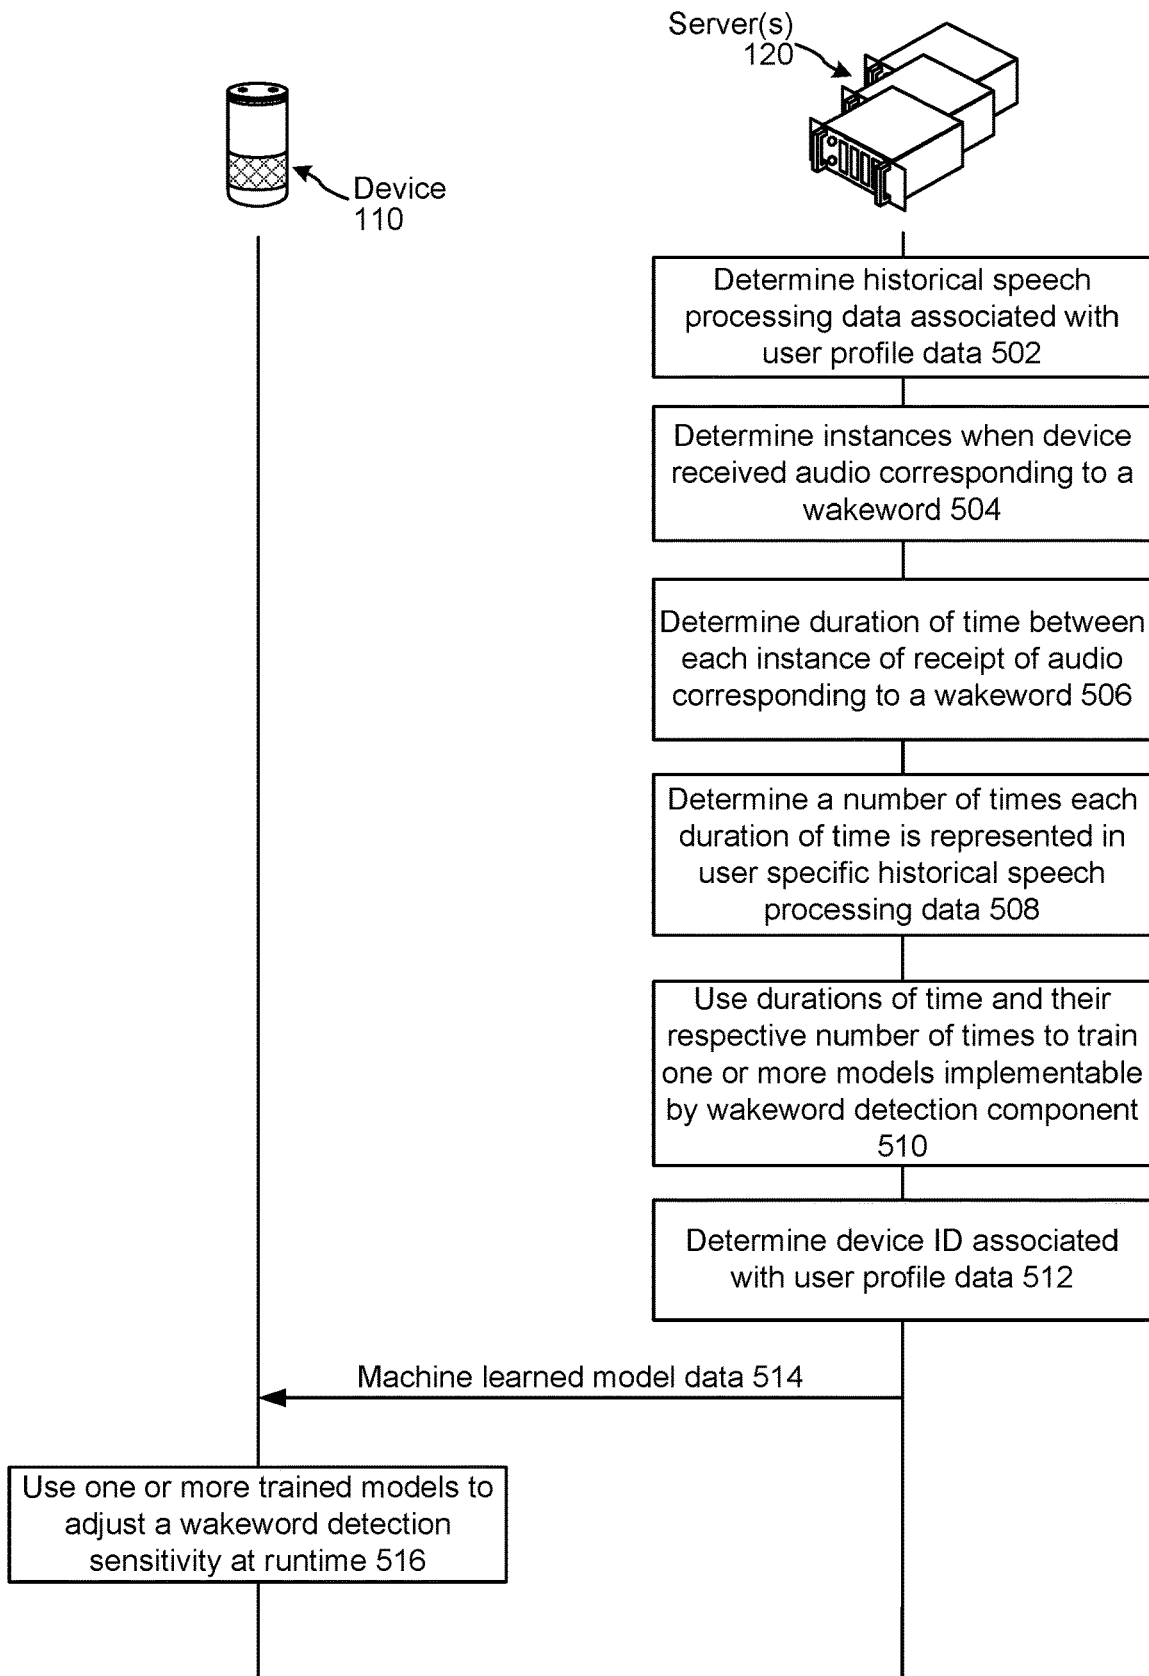 Server(s)
120
Device
110
Determine historical speech
processing data associated with
user profile data 502
Determine instances when device
received audio corresponding to a
wakeword 504
Determine duration of time between
each instance of receipt of audio
corresponding to a wakeword 506
Determine a number of times each
duration of time is represented in
user specific historical speech
processing data 508
Use durations of time and their
respective number of times to train
one or more models implementable
by wakeword detection component
510
Determine device ID associated
with user profile data 512
Machine learned model data 514
Use one or more trained models to
adjust a wakeword detection
sensitivity at runtime 516